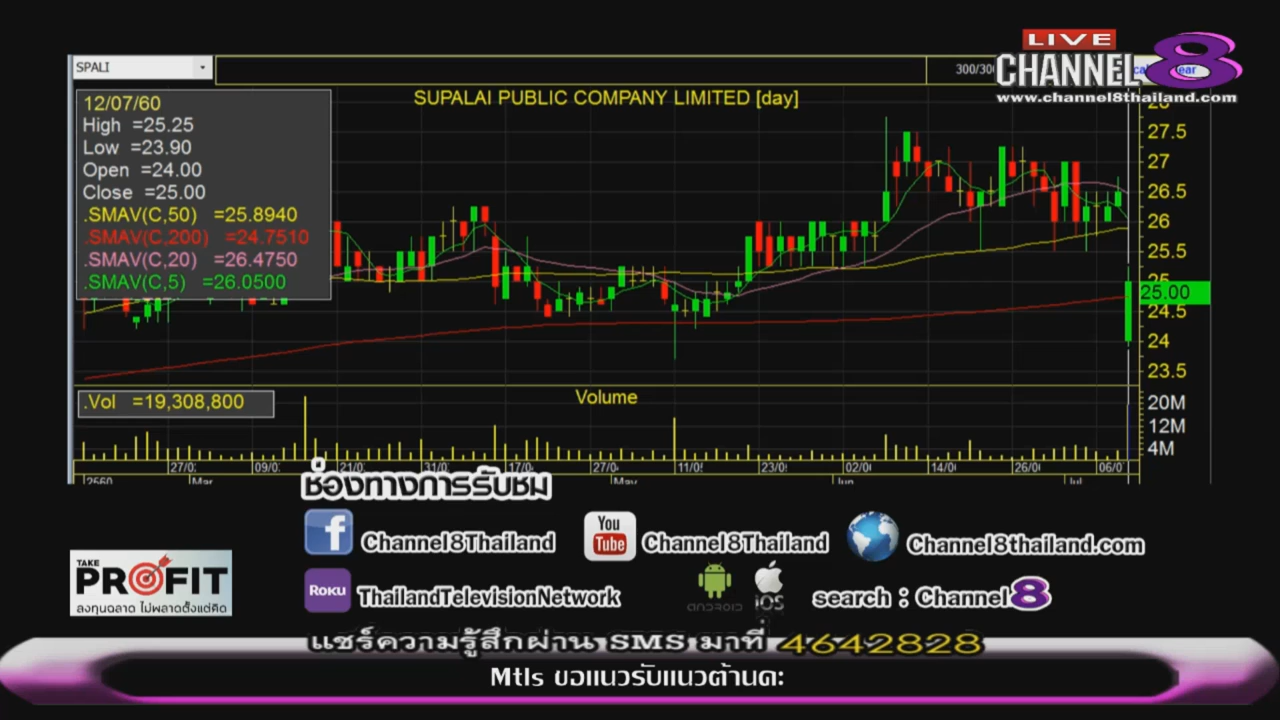 SPALI
300/300
LIVE
CHANNEL 8
www.channel8thailand.com
SUPALAI PUBLIC COMPANY LIMITED [day]
12/07/60
High =25.25
Low =23.90
Open =24.00
Close =25.00
.SMAV(C,50) =25.8940
.SMAV(C,200) =24.7510
.SMAV(C,20) =26.4750
.SMAV(C,5) =26.0500
28
27.5
27
26.5
26
25.5
25
25.00
24.5
24
23.5
.Vol =19,308,800
Volume
20M
12M
4M
27/0 09/0 21/0 31/0 17/0 27/0 11/0 23/0 02/0 14/0 26/0 06/0
2560 Mar May Jun Jul
ช่องทางการรับชม
Channel8Thailand
You Tube Channel8Thailand
Channel8thailand.com
TAKE PROFIT
ลงทุนฉลาด ไม่พลาดตั้งแต่คิด
ROKU ThailandTelevisionNetwork
ANDROID iOS
search : Channel 8
แชร์ความรู้สึกผ่าน SMS มาที่ 4642828
Mtls ขอแนวรับแนวต้านคะ